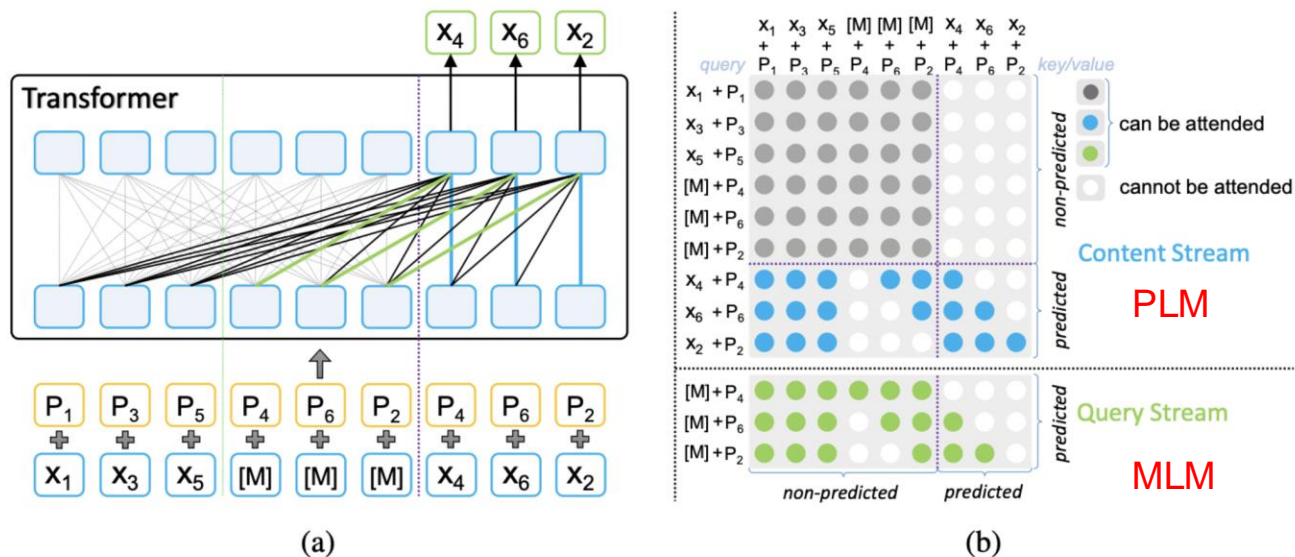 x4 x6 x2
Transformer
P1 P3 P5 P4 P6 P2 P4 P6 P2
+ + + + + + + + +
x1 x3 x5 [M] [M] [M] x4 x6 x2
(a)
x1 x3 x5 [M] [M] [M] x4 x6 x2
+ + + + + + + + +
query P1 P3 P5 P4 P6 P2 P4 P6 P2 key/value
x1 + P1
x3 + P3
x5 + P5
[M] + P4
[M] + P6
[M] + P2
non-predicted
can be attended
cannot be attended
Content Stream
PLM
x4 + P4
x6 + P6
x2 + P2
predicted
[M] + P4
[M] + P6
[M] + P2
predicted
Query Stream
MLM
non-predicted predicted
(b)